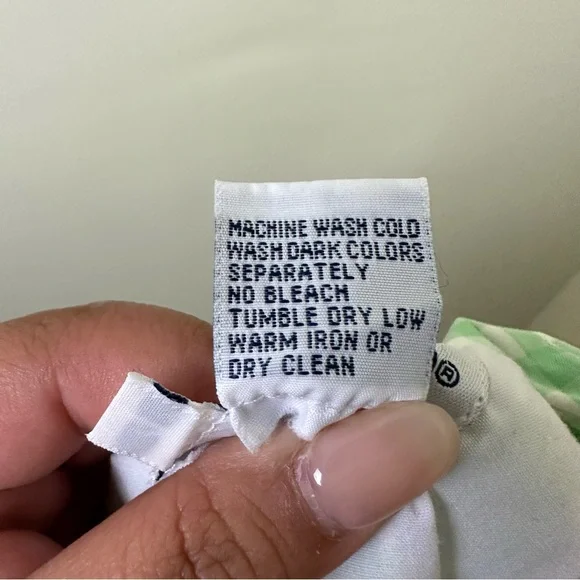 MACHINE WASH COLD
WASH DARK COLORS
SEPARATELY
NO BLEACH
TUMBLE DRY LOW
WARM IRON OR
DRY CLEAN
®